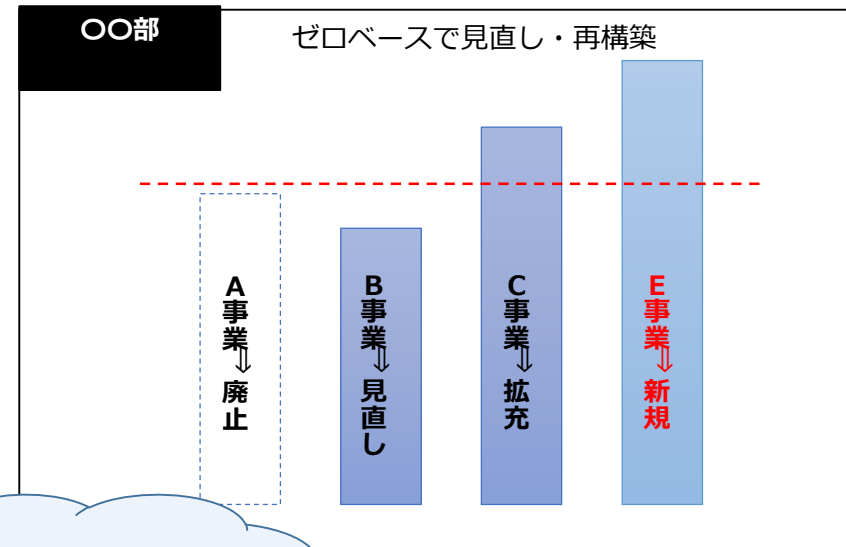 〇〇部
ゼロベースで見直し・再構築
A事業⇒廃止
B事業⇒見直し
C事業⇒拡充
E事業⇒新規